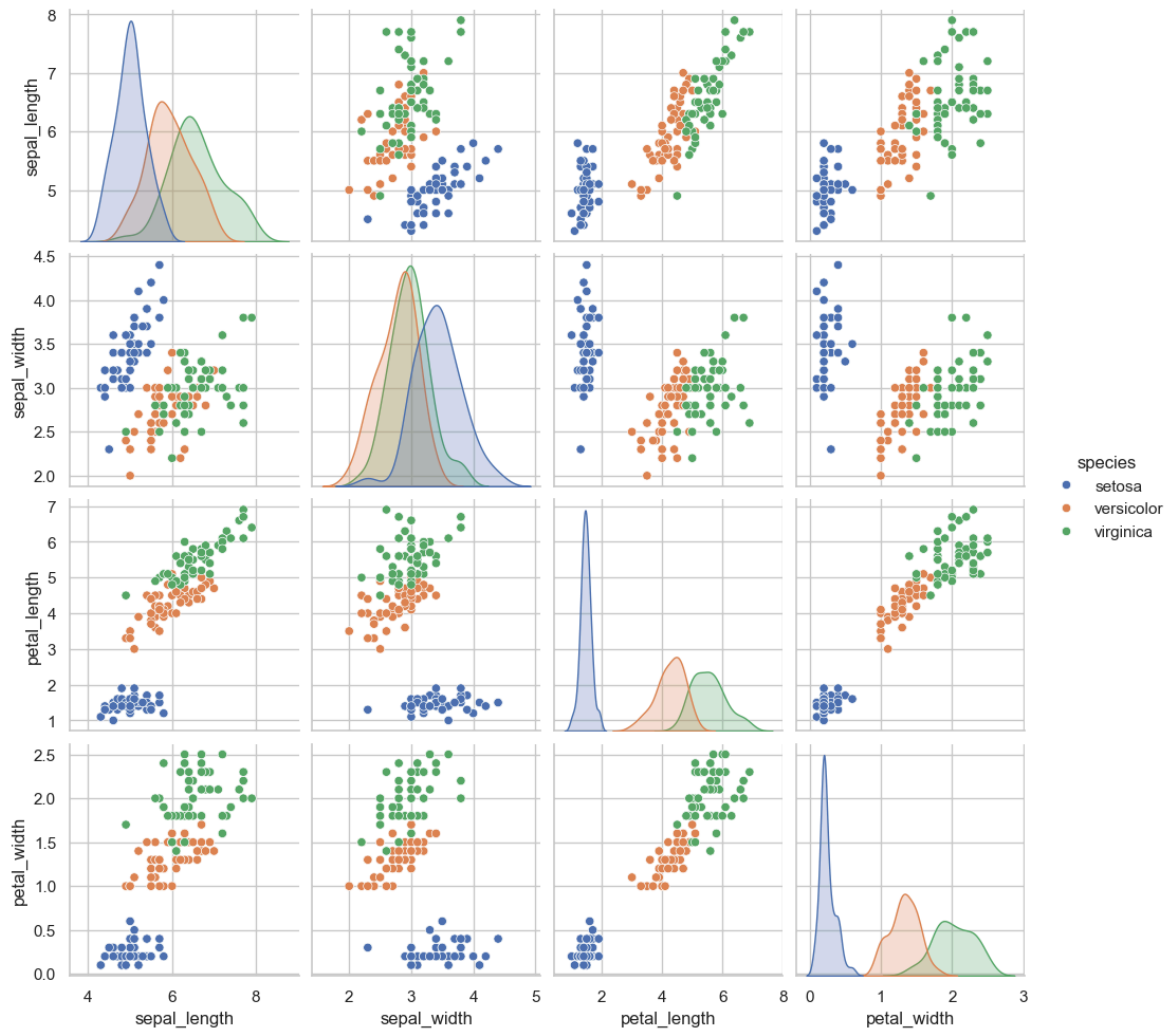 8
7
6
5
sepal_length
4.5
4.0
3.5
3.0
2.5
2.0
sepal_width
7
6
5
4
3
2
1
petal_length
2.5
2.0
1.5
1.0
0.5
0.0
petal_width
4 6 8
sepal_length
2 3 4 5
sepal_width
2 4 6 8
petal_length
0 1 2 3
petal_width
species
setosa
versicolor
virginica